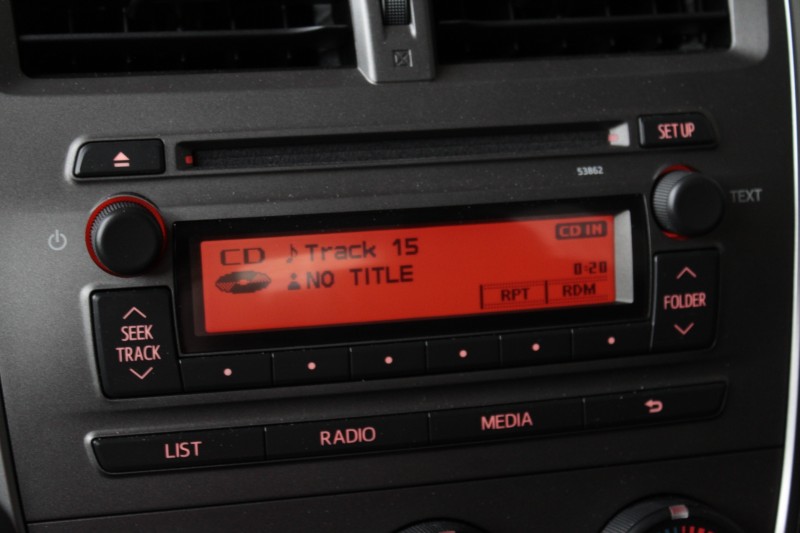 SET UP
53862
TEXT
CD ♪Track 15
CD IN
NO TITLE
0:20
RPT RDM
SEEK
TRACK
FOLDER
LIST
RADIO
MEDIA